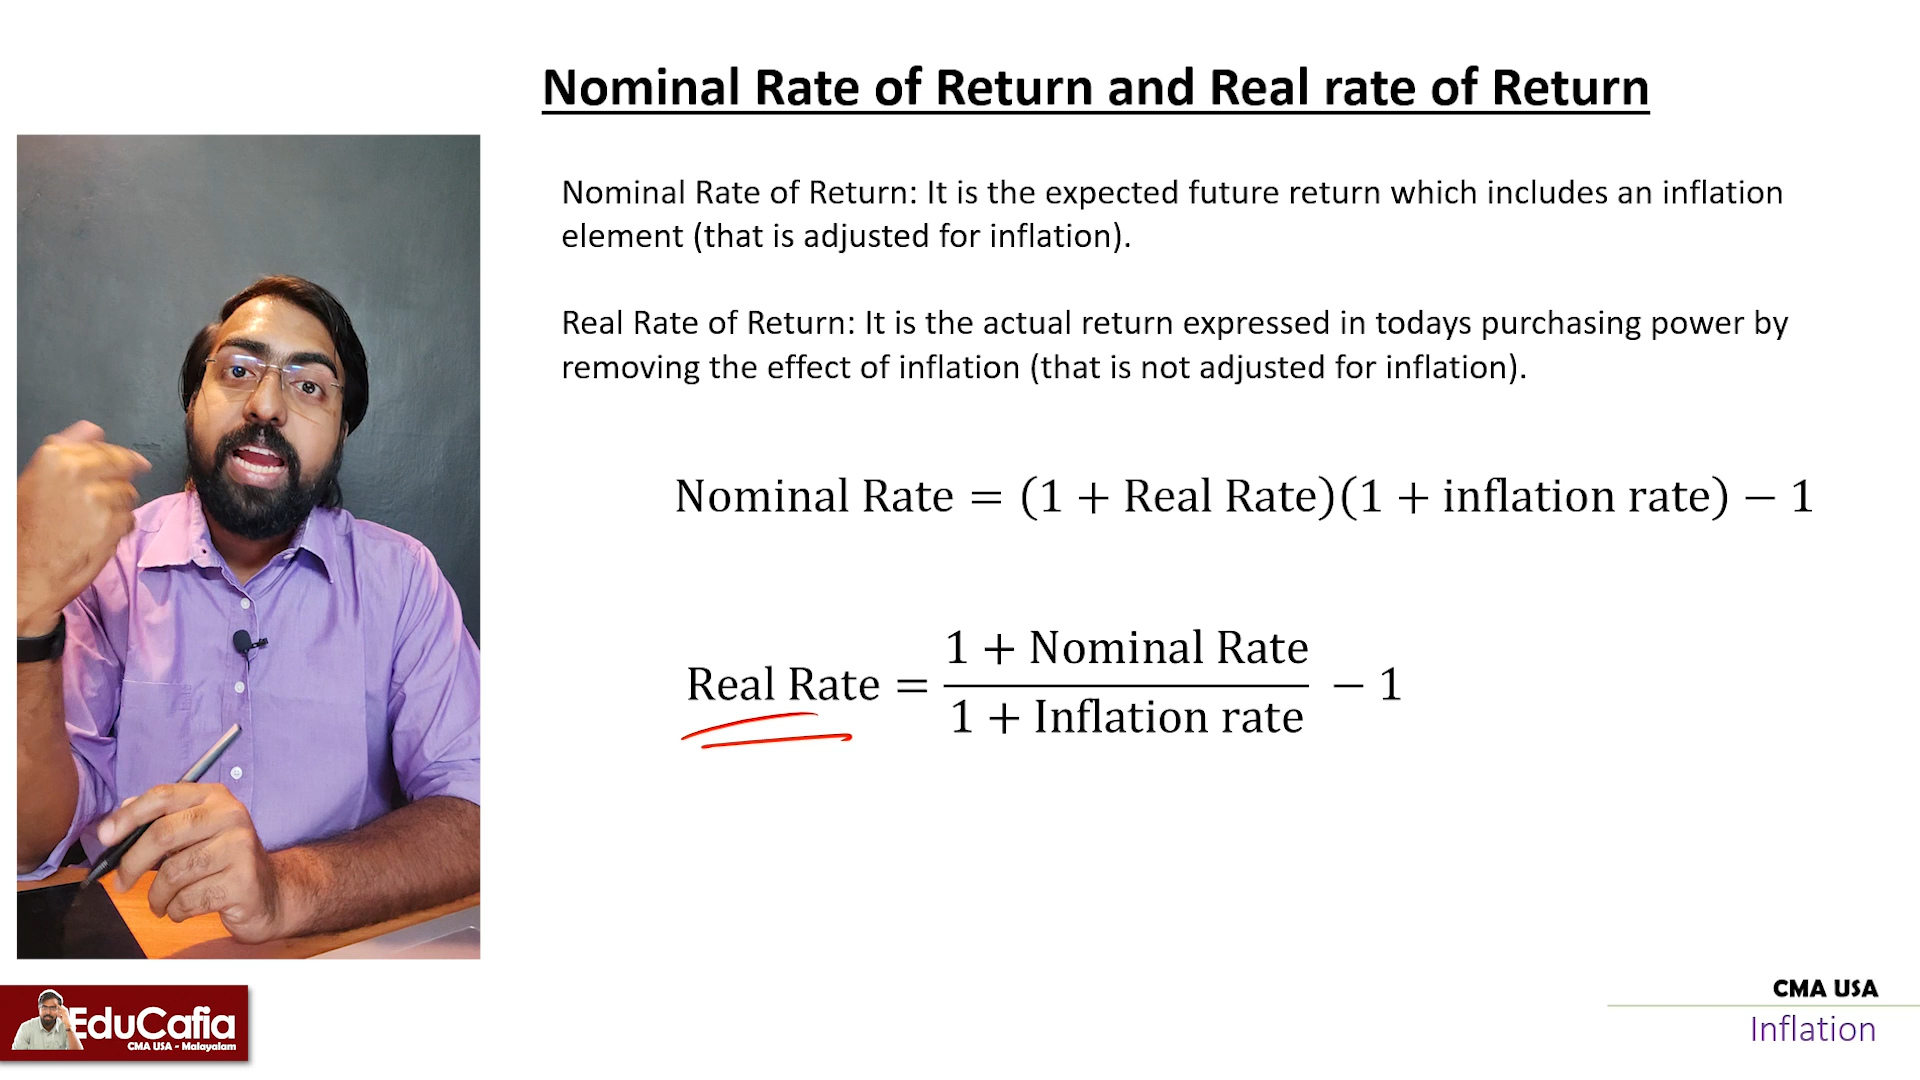 Nominal Rate of Return and Real rate of Return
Nominal Rate of Return: It is the expected future return which includes an inflation
element (that is adjusted for inflation).
Real Rate of Return: It is the actual return expressed in todays purchasing power by
removing the effect of inflation (that is not adjusted for inflation).
Nominal Rate = (1 + Real Rate)(1 + inflation rate) − 1
Real Rate = (1 + Nominal Rate) / (1 + Inflation rate) − 1
EduCafia
CMA USA - Malayalam
CMA USA
Inflation